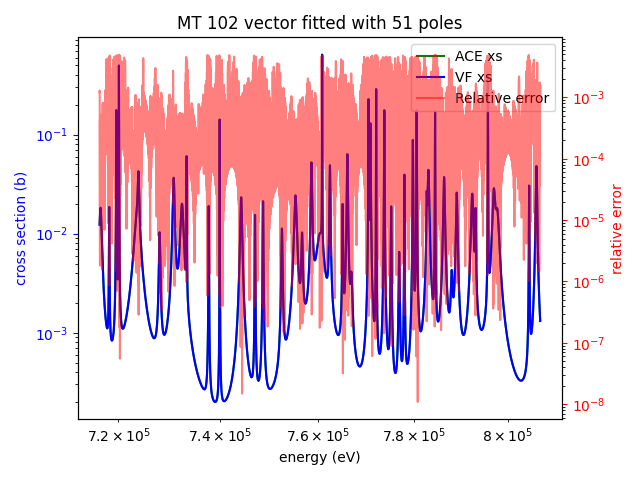 MT 102 vector fitted with 51 poles
ACE xs
VF xs
Relative error
cross section (b)
10⁻¹
10⁻²
10⁻³
relative error
10⁻³
10⁻⁴
10⁻⁵
10⁻⁶
10⁻⁷
10⁻⁸
7.2 × 10⁵ 7.4 × 10⁵ 7.6 × 10⁵ 7.8 × 10⁵ 8 × 10⁵
energy (eV)